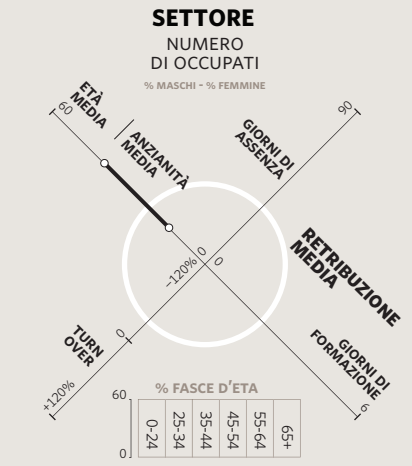 SETTORE
NUMERO
DI OCCUPATI
% MASCHI - % FEMMINE
60
ETÀ
MEDIA
ANZIANITÀ
MEDIA
GIORNI DI
ASSENZA
90
−120%
0
0
RETRIBUZIONE
MEDIA
TURN
OVER
0
+120%
GIORNI DI
FORMAZIONE
6
% FASCE D'ETA
60
0
0-24
25-34
35-44
45-54
55-64
65+